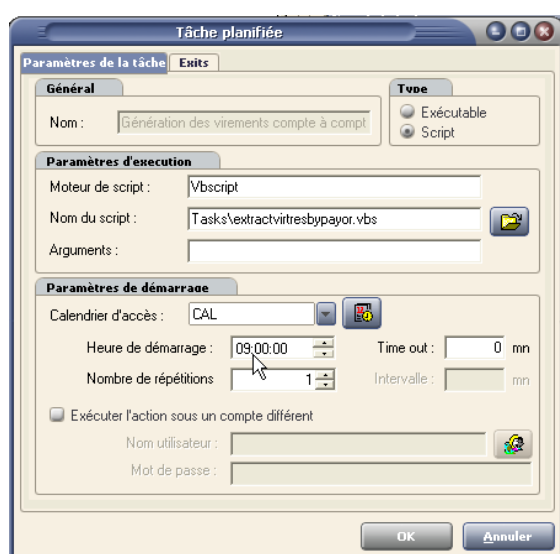 Tâche planifiée
Paramètres de la tâche Exits
Général
Nom : Génération des virements compte à compt
Type
Exécutable
Script
Paramètres d'execution
Moteur de script : Vbscript
Nom du script : Tasks\extractvirtresbypayor.vbs
Arguments :
Paramètres de démarrage
Calendrier d'accès : CAL
Heure de démarrage : 09:00:00 Time out : 0 mn
Nombre de répétitions 1 Intervalle : mn
Exécuter l'action sous un compte différent
Nom utilisateur :
Mot de passe :
OK Annuler